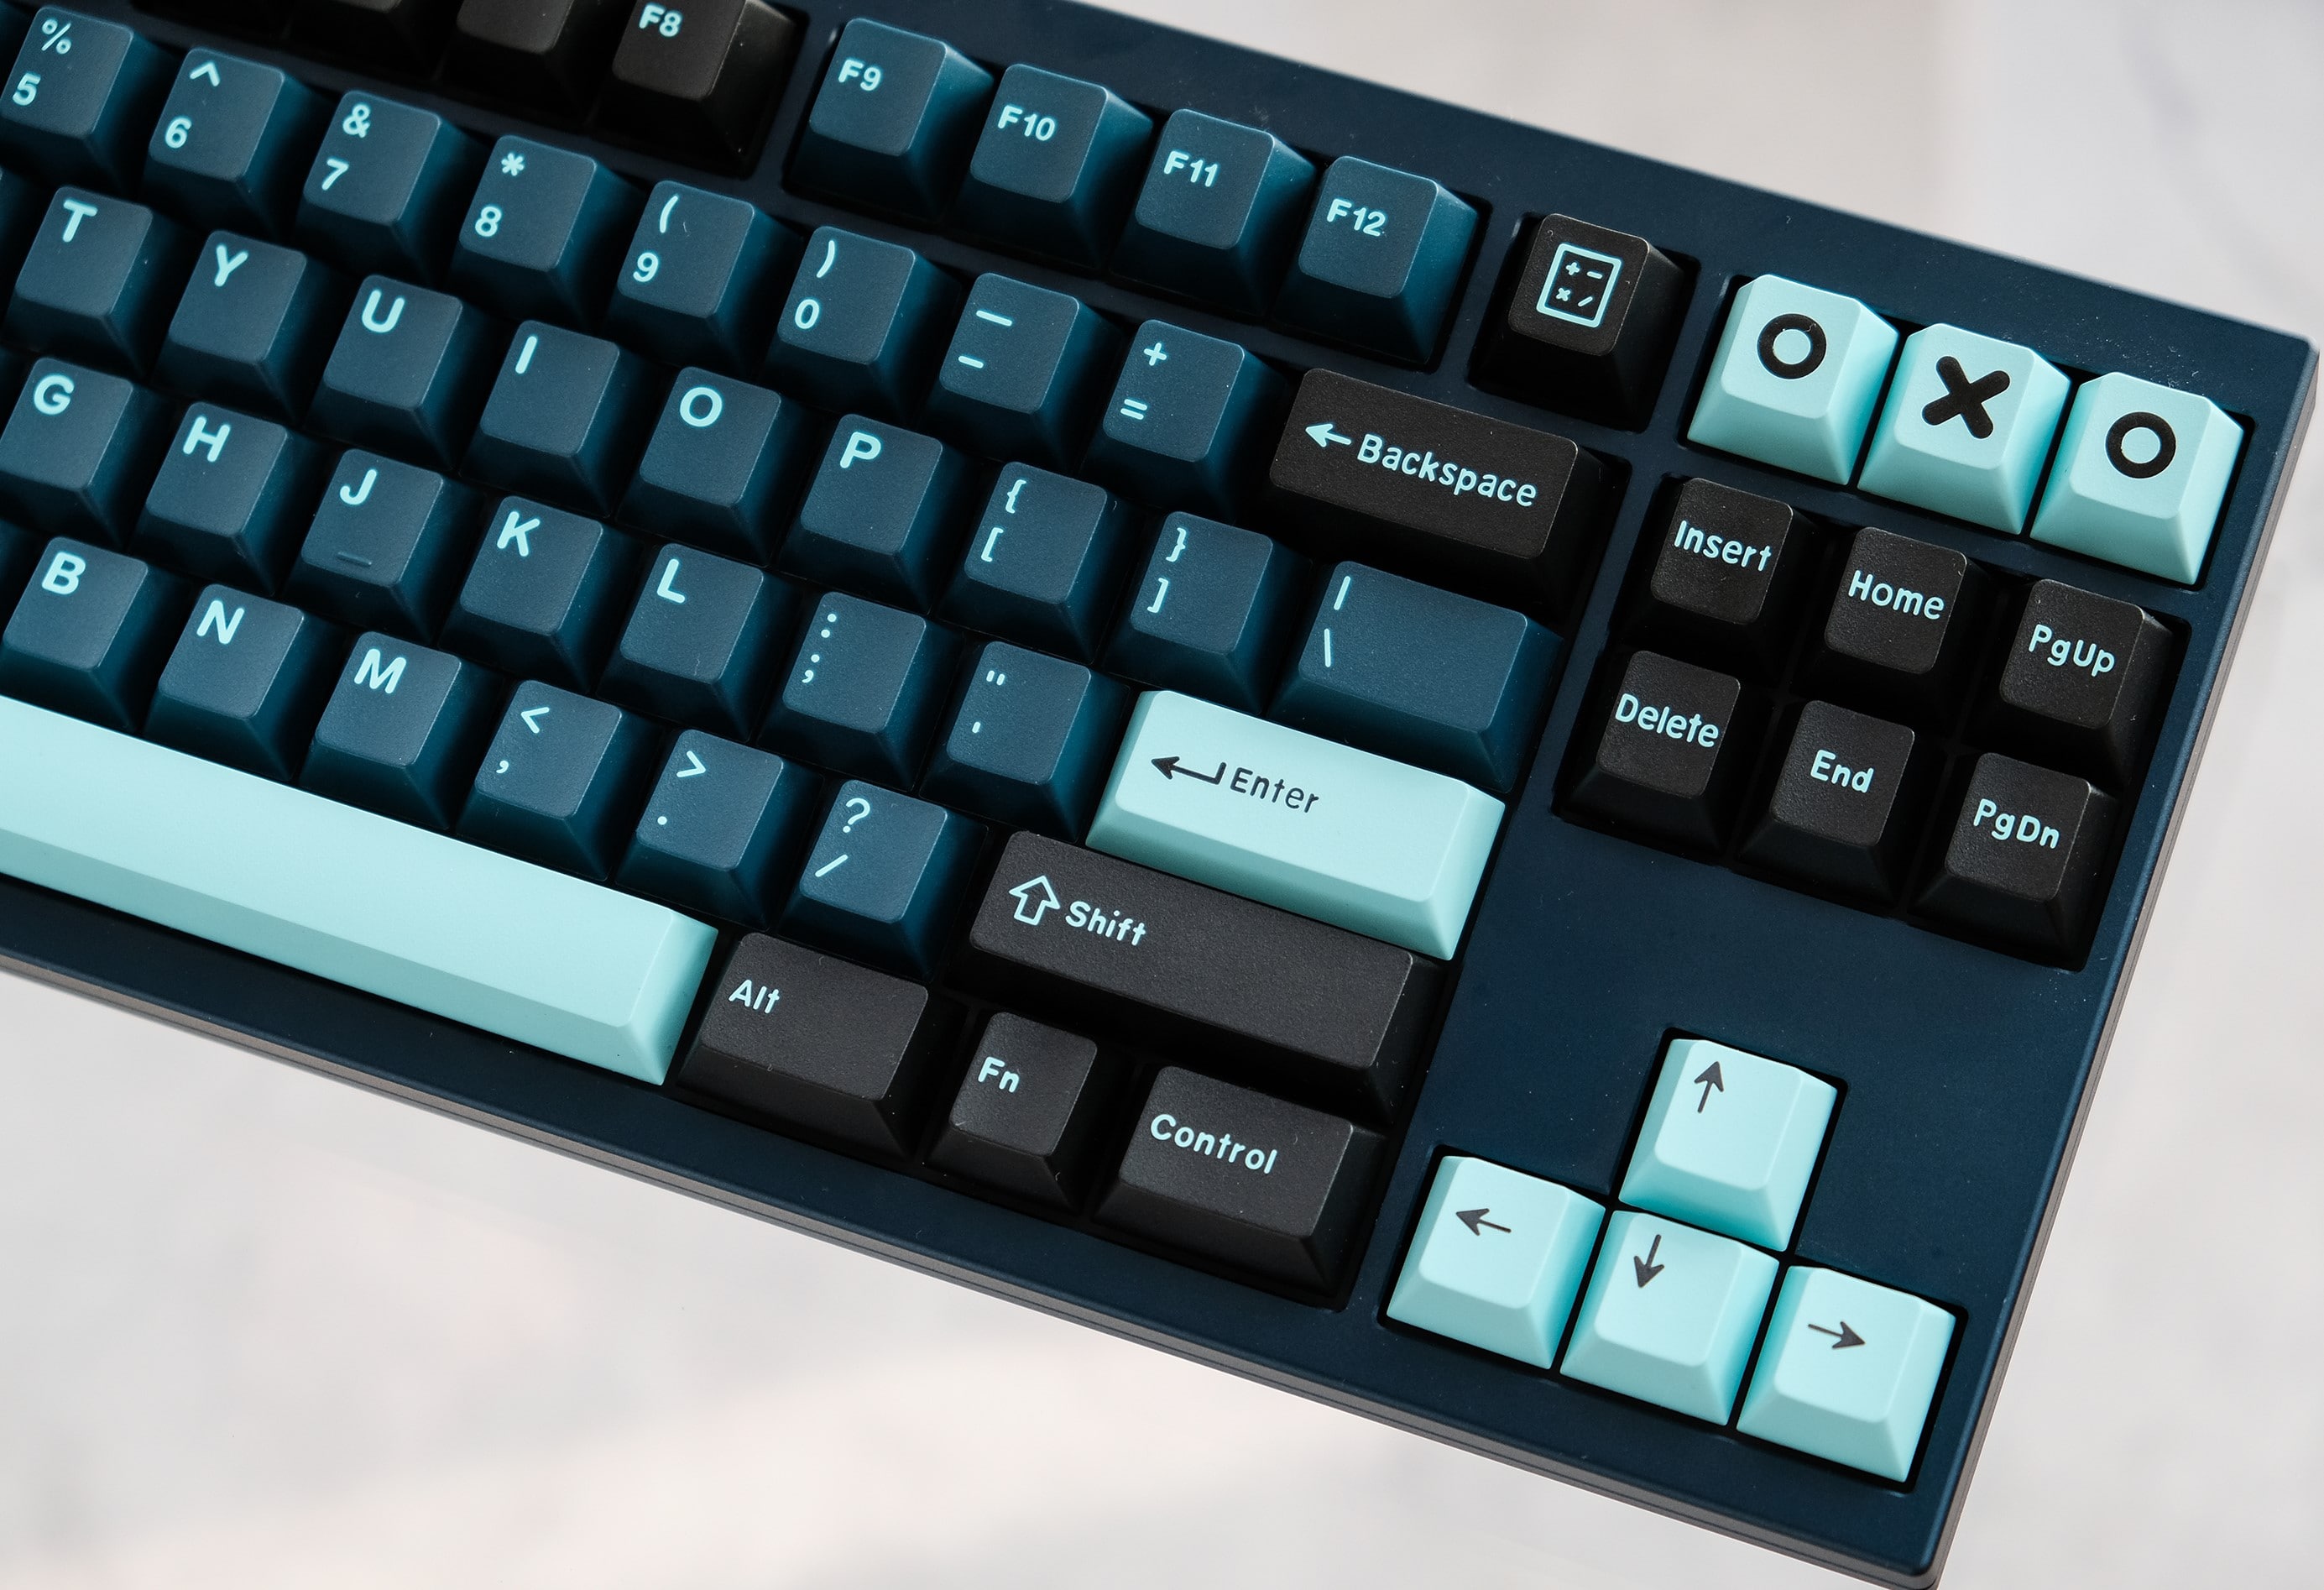 F8 F9 F10 F11 F12 + - × / O X O
% 5 ^ 6 & 7 * 8 ( 9 ) 0 _ - + = ← Backspace Insert Home PgUp
T Y U I O P { [ } ] | \ Delete End PgDn
G H J K L : ; " ' ↵ Enter
B N M < , > . ? / ⇧ Shift ↑
Alt Fn Control ← ↓ →